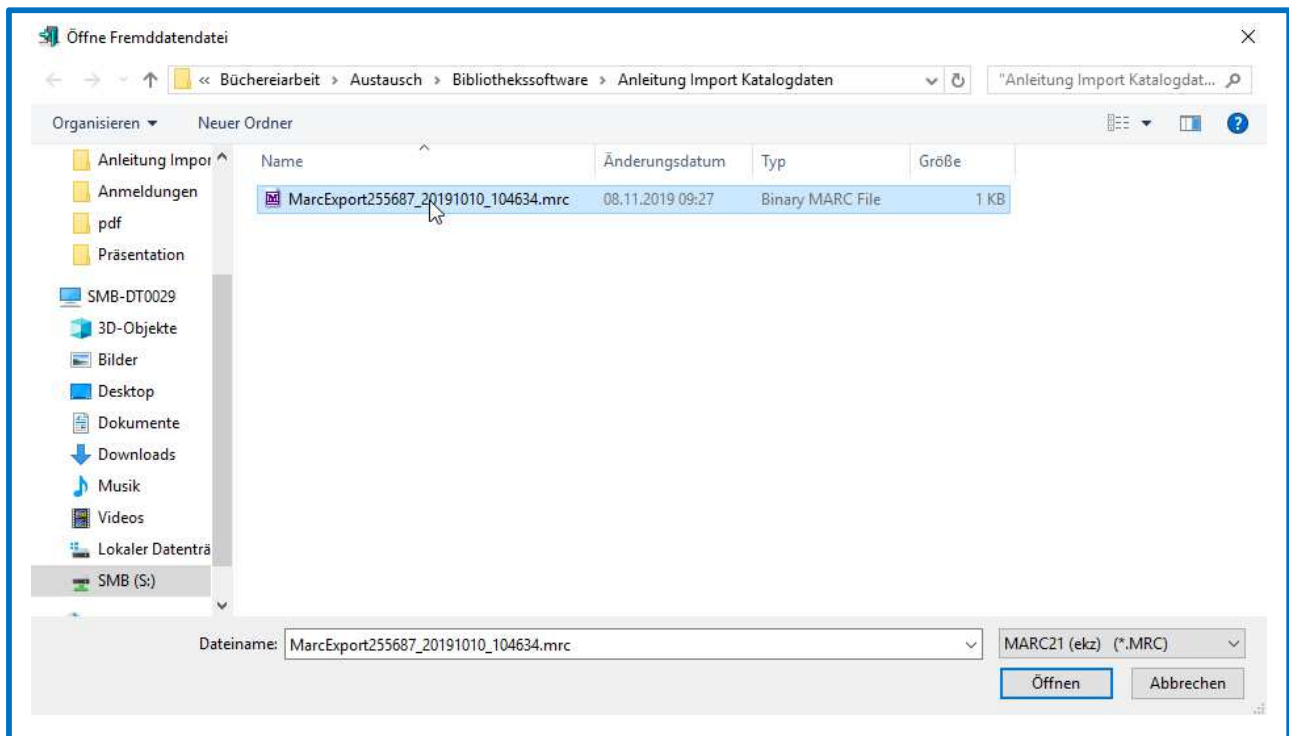 Öffne Fremddatendatei
« Büchereiarbeit > Austausch > Bibliothekssoftware > Anleitung Import Katalogdaten
"Anleitung Import Katalogdat...
Organisieren
Neuer Ordner
Name
Änderungsdatum
Typ
Größe
MarcExport255687_20191010_104634.mrc
08.11.2019 09:27
Binary MARC File
1 KB
Anleitung Impor
Anmeldungen
pdf
Präsentation
SMB-DT0029
3D-Objekte
Bilder
Desktop
Dokumente
Downloads
Musik
Videos
Lokaler Datenträ
SMB (S:)
Dateiname:
MarcExport255687_20191010_104634.mrc
MARC21 (ekz) (*.MRC)
Öffnen
Abbrechen